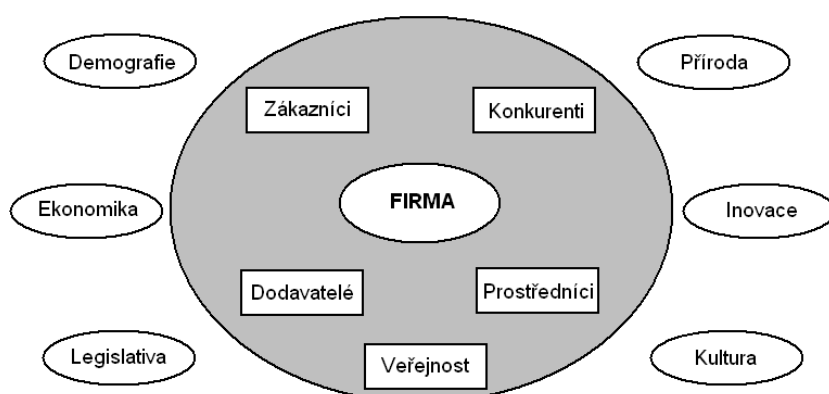 Demografie
Příroda
Zákazníci
Konkurenti
Ekonomika
FIRMA
Inovace
Dodavatelé
Prostředníci
Legislativa
Veřejnost
Kultura